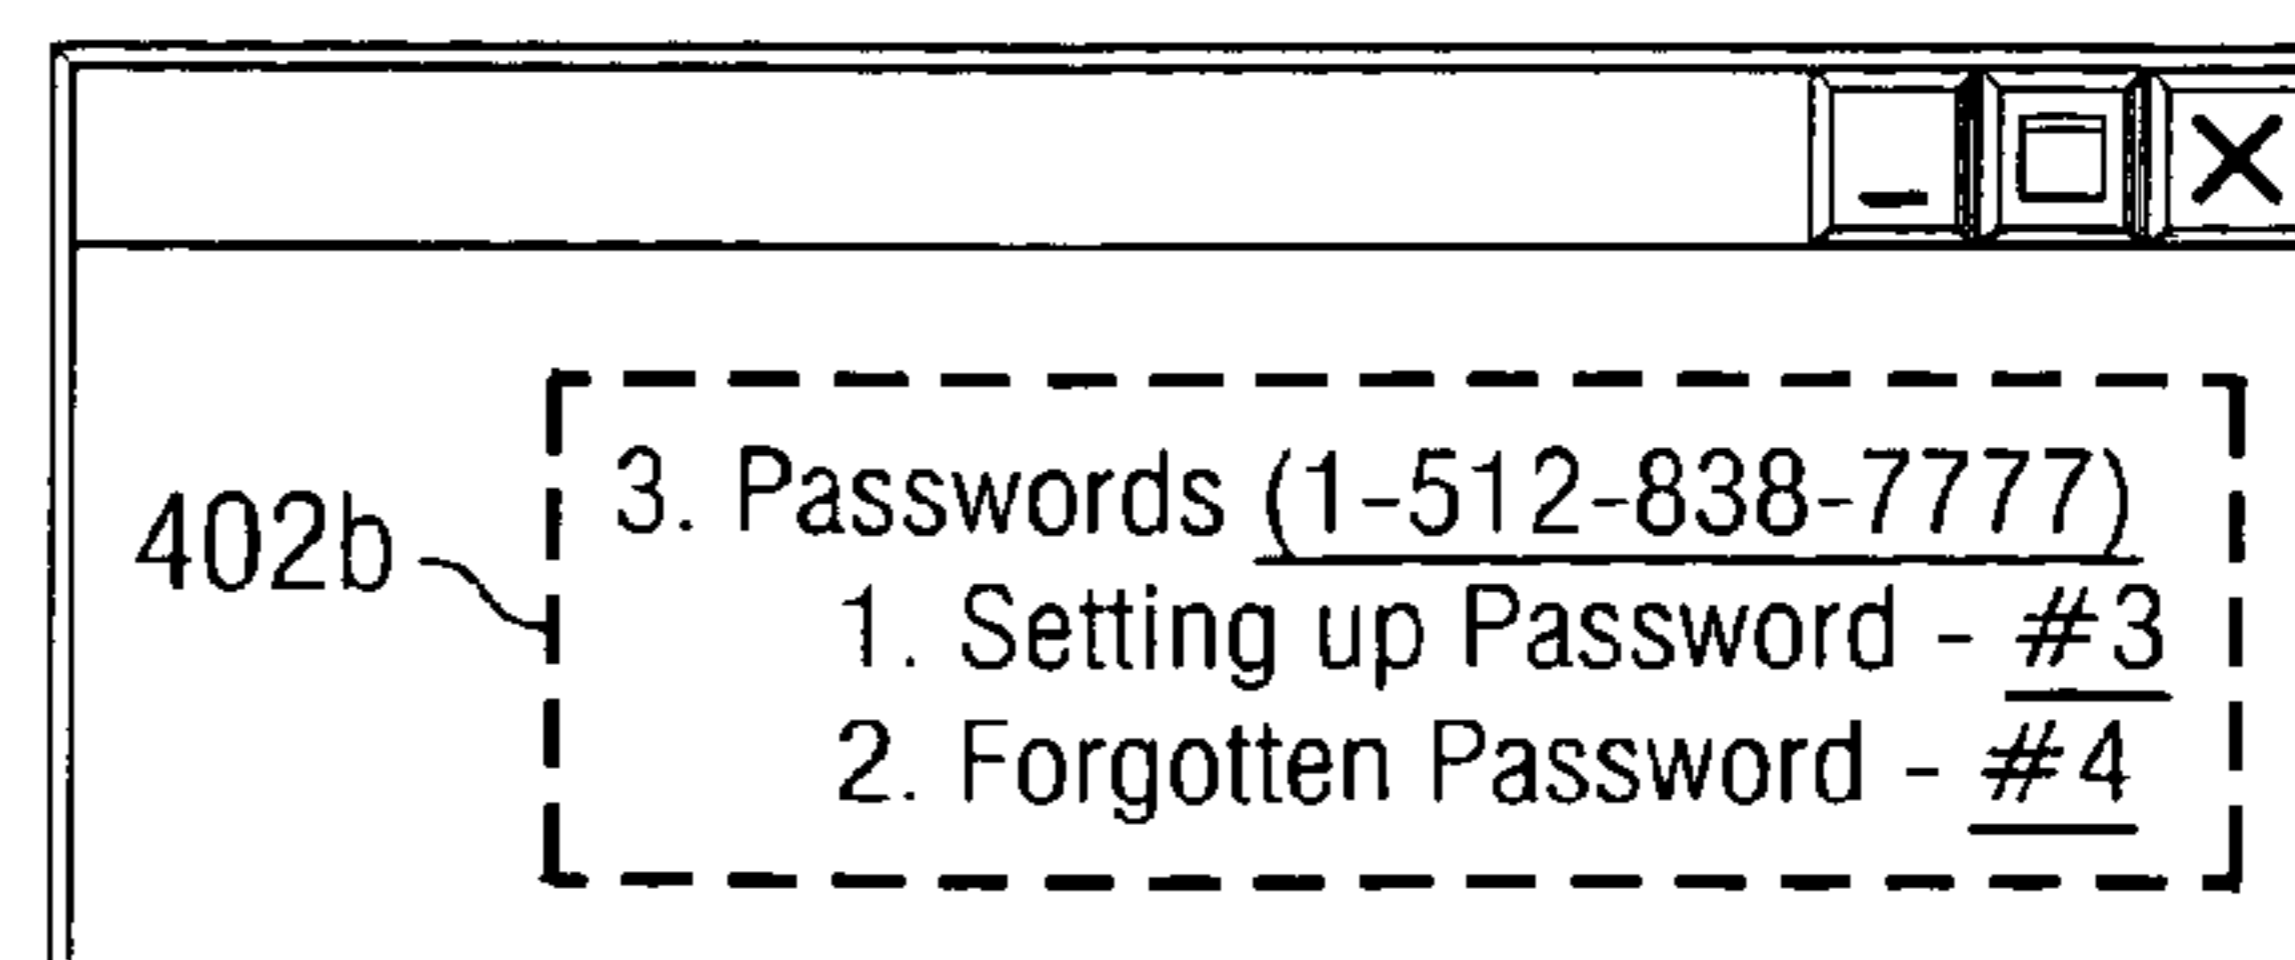 3. Passwords (1-512-838-7777)
402b
1. Setting up Password - #3
2. Forgotten Password - #4